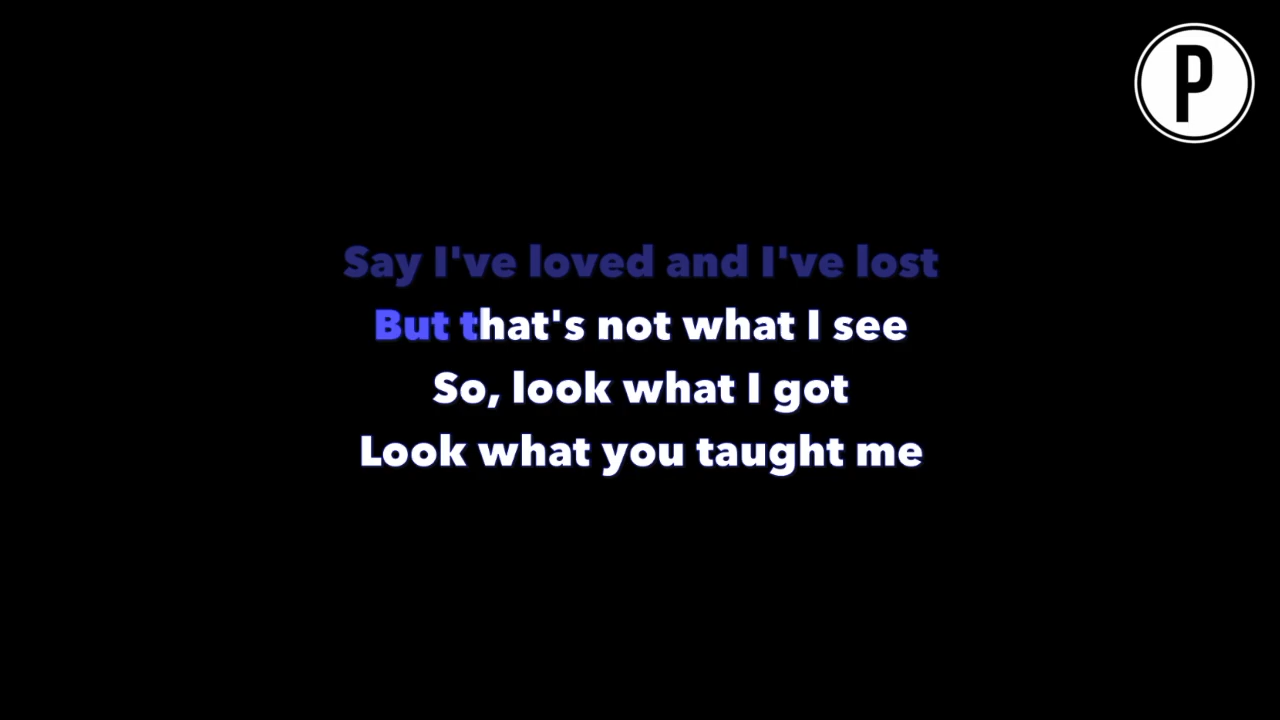 P
Say I've loved and I've lost
But that's not what I see
So, look what I got
Look what you taught me